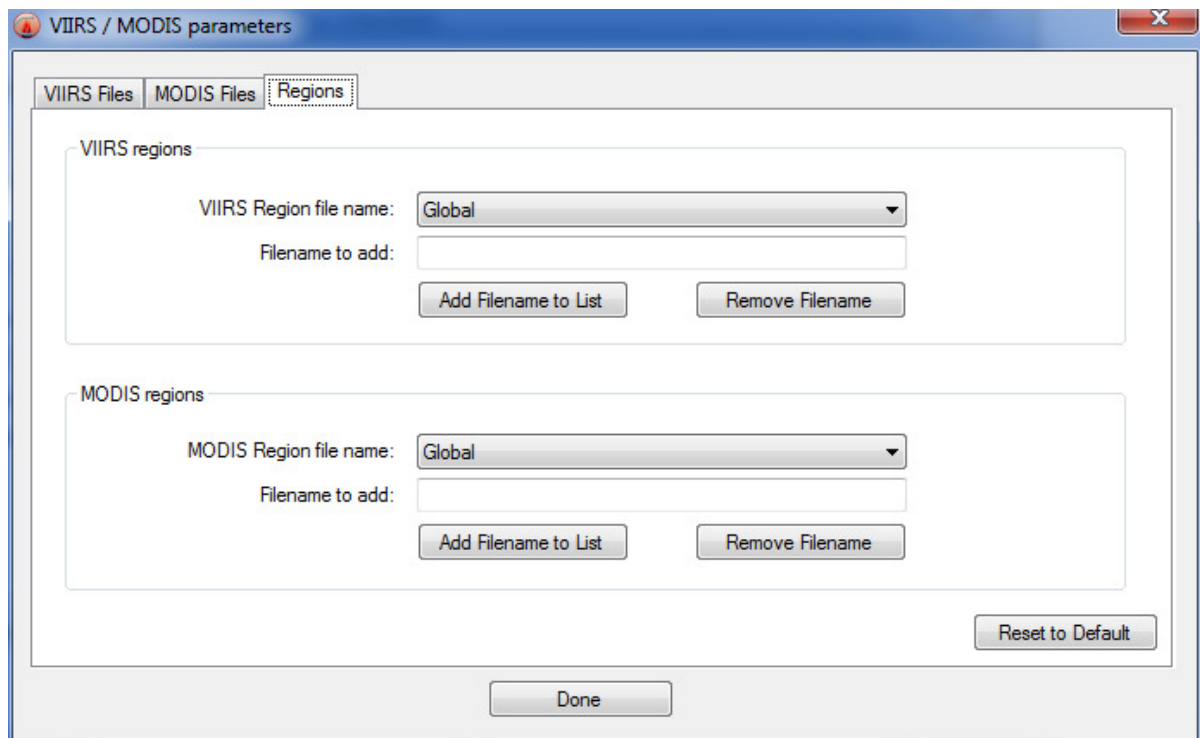 VIIRS / MODIS parameters
VIIRS Files MODIS Files Regions
VIIRS regions
VIIRS Region file name: Global
Filename to add:
Add Filename to List Remove Filename
MODIS regions
MODIS Region file name: Global
Filename to add:
Add Filename to List Remove Filename
Reset to Default
Done